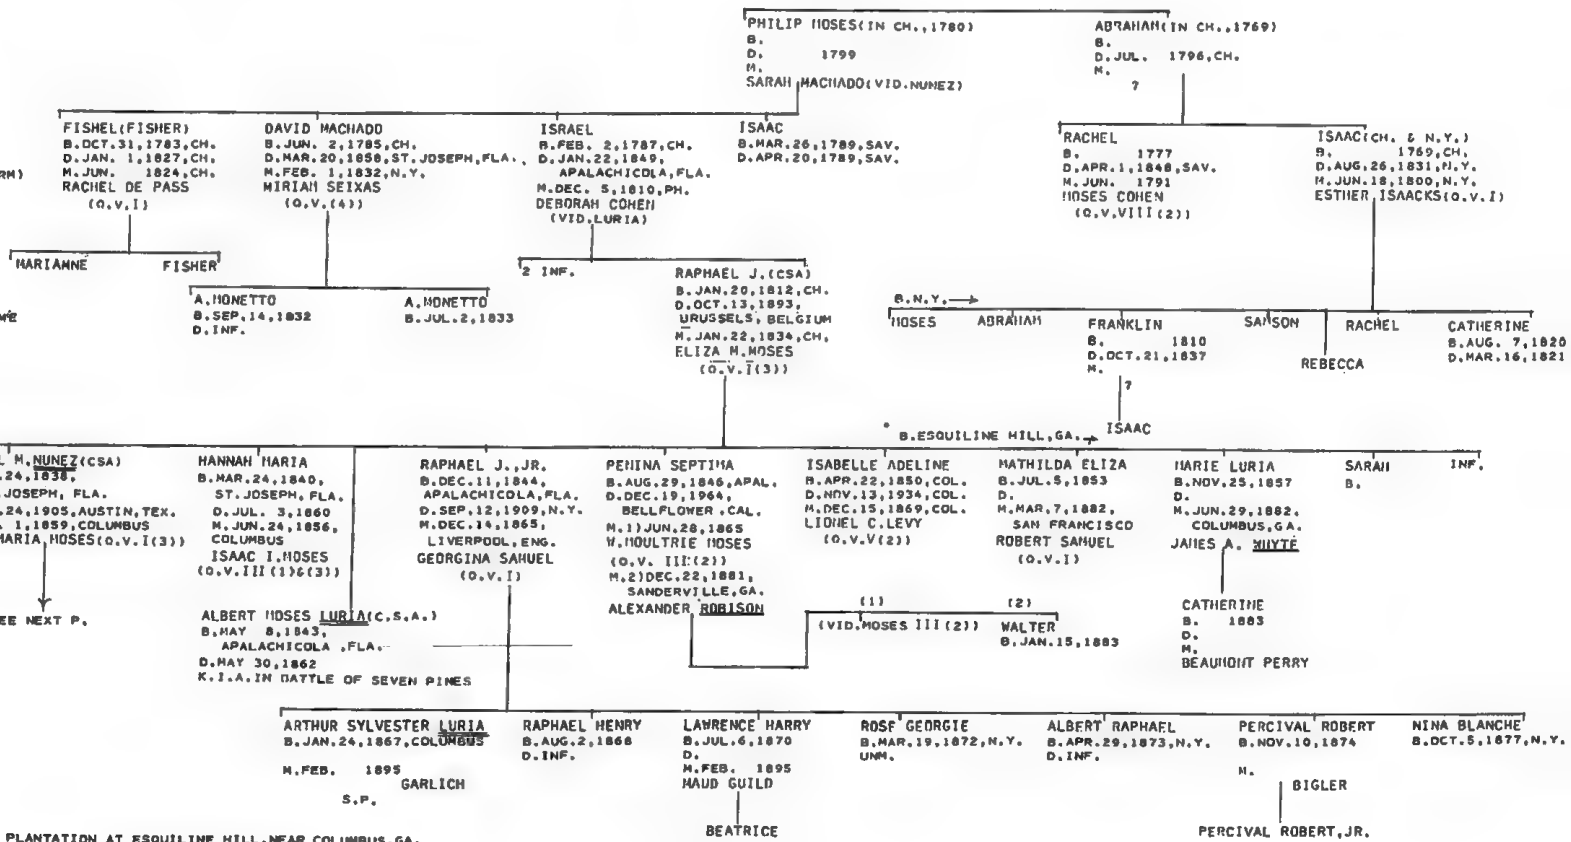 PHILIP MOSES(IN CH.,1780)
B.
D. 1799
M.
SARAH MACHADO(VID.NUNEZ)
ABRAHAM(IN CH.,1769)
B.
D.JUL. 1796,CH.
M.
?
FISHEL(FISHER)
B.OCT.31,1783,CH.
D.JAN. 1,1827,CH.
M.JUN. 1824,CH.
RACHEL DE PASS
(Q.V.I)
DAVID MACHADO
B.JUN. 2,1785,CH.
D.MAR.20,1858,ST.JOSEPH,FLA.,
M.FEB. 1,1832,N.Y.
MIRIAM SEIXAS
(Q.V.(4))
ISRAEL
B.FEB. 2,1787,CH.
D.JAN.22,1849,
APALACHICOLA,FLA.
M.DEC. 5,1810,PH.
DEBORAH COHEN
(VID.LURIA)
ISAAC
B.MAR.26,1789,SAV.
D.APR.20,1789,SAV.
RACHEL
B. 1777
D.APR.1,1848,SAV.
M.JUN. 1791
MOSES COHEN
(Q.V.VIII(2))
ISAAC(CH. & N.Y.)
B. 1769,CH.
D.AUG.26,1831,N.Y.
M.JUN.18,1800,N.Y.
ESTHER ISAACKS(Q.V.I)
RM)
MARIANNE
FISHER
A.MONETTO
B.SEP.14,1832
D.INF.
A.MONETTO
B.JUL.2,1833
2 INF.
RAPHAEL J.(CSA)
B.JAN.20,1812,CH.
D.OCT.13,1893,
URUSSELS, BELGIUM
M.JAN.22,1834,CH.
ELIZA M.MOSES
(Q.V.I(3))
B.N.Y.→
MOSES
ABRAHAM
FRANKLIN
B. 1810
D.OCT.21,1837
M.
?
ISAAC
SAMSON
REBECCA
RACHEL
CATHERINE
B.AUG. 7,1820
D.MAR.16,1821
* B.ESQUILINE HILL,GA.→
L M.NUNEZ(CSA)
.24,1838,
JOSEPH, FLA.
.24,1905,AUSTIN,TEX.
. 1,1859,COLUMBUS
MARIA MOSES(Q.V.I(3))
EE NEXT P.
HANNAH MARIA
B.MAR.24,1840,
ST.JOSEPH, FLA.
D.JUL. 3,1860
M.JUN.24,1856,
COLUMBUS
ISAAC I.MOSES
(Q.V.III(1)&(3))
ALBERT MOSES LURIA(C.S.A.)
B.MAY 8,1843,
APALACHICOLA ,FLA.
D.MAY 30,1862
K.I.A.IN BATTLE OF SEVEN PINES
RAPHAEL J.,JR.
B.DEC.11,1844,
APALACHICOLA,FLA.
D.SEP.12,1909,N.Y.
M.DEC.14,1865,
LIVERPOOL,ENG.
GEORGINA SAMUEL
(Q.V.I)
PENINA SEPTIMA
B.AUG.29,1846,APAL.
D.DEC.19,1964,
BELLFLOWER ,CAL.
M.1)JUN.28,1865
W.MOULTRIE MOSES
(Q.V. III(2))
M.2)DEC.22,1881,
SANDERVILLE,GA.
ALEXANDER ROBISON
(1)
(VID.MOSES III(2))
(2)
WALTER
B.JAN.15,1883
ISABELLE ADELINE
B.APR.22,1850,COL.
D.NOV.13,1934,COL.
M.DEC.15,1869,COL.
LIONEL C.LEVY
(Q.V.V(2))
MATHILDA ELIZA
B.JUL.5,1853
D.
M.MAR.7,1882,
SAN FRANCISCO
ROBERT SAMUEL
(Q.V.I)
MARIE LURIA
B.NOV.25,1857
D.
M.JUN.29,1882.
COLUMBUS,GA.
JAMES A. WHYTE
CATHERINE
B. 1883
D.
M.
BEAUMONT PERRY
SARAH
B.
INF.
ARTHUR SYLVESTER LURIA
B.JAN.24,1867,COLUMBUS
M.FEB. 1895
GARLICH
S.P.
RAPHAEL HENRY
B.AUG.2,1868
D.INF.
LAWRENCE HARRY
B.JUL.6,1870
D.
M.FEB. 1895
MAUD GUILD
BEATRICE
ROSE GEORGIE
B.MAR.19,1872,N.Y.
UNM.
ALBERT RAPHAEL
B.APR.29,1873,N.Y.
D.INF.
PERCIVAL ROBERT
B.NOV.10,1874
M.
BIGLER
PERCIVAL ROBERT,JR.
NINA BLANCHE
B.OCT.5,1877,N.Y.
PLANTATION AT ESQUILINE HILL,NEAR COLUMBUS,GA.